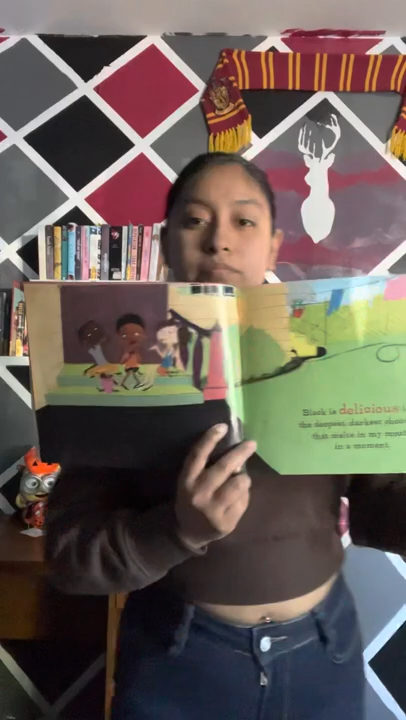 Black is delicious
the deepest, darkest
that melts in my
in a moment.